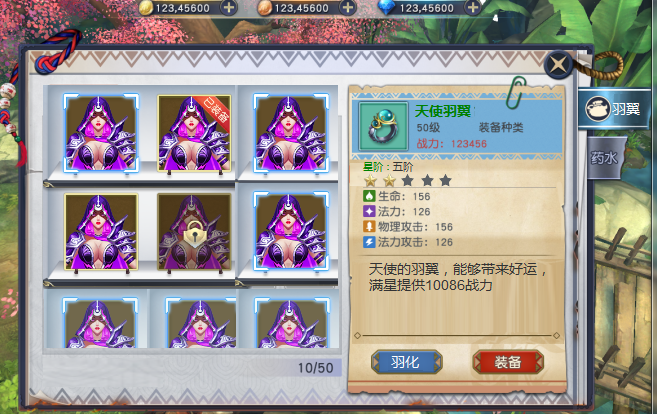 123,45600
123,45600
123,45600
已装备
天使羽翼
50级 装备种类
战力：123456
星阶：五阶
生命：156
法力：126
物理攻击：156
法力攻击：126
天使的羽翼，能够带来好运，
满星提供10086战力
羽化
装备
10/50
羽翼
药水